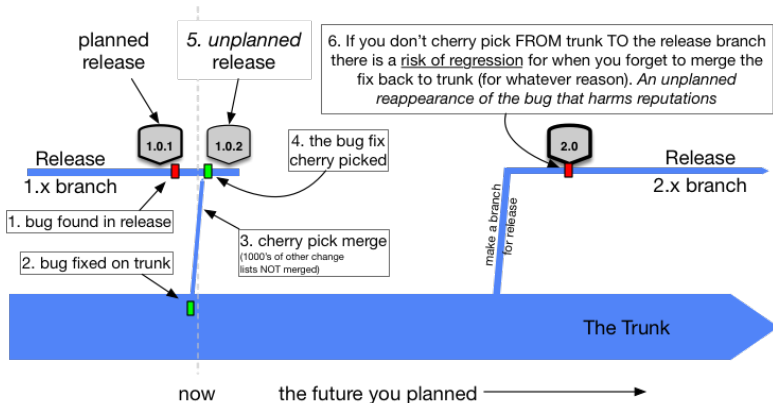 planned
release
5. unplanned
release
6. If you don't cherry pick FROM trunk TO the release branch
there is a risk of regression for when you forget to merge the
fix back to trunk (for whatever reason). An unplanned
reappearance of the bug that harms reputations
1.0.1
1.0.2
4. the bug fix
cherry picked
2.0
Release
1.x branch
Release
2.x branch
1. bug found in release
3. cherry pick merge
(1000's of other change
lists NOT merged)
2. bug fixed on trunk
make a branch
for release
The Trunk
now
the future you planned